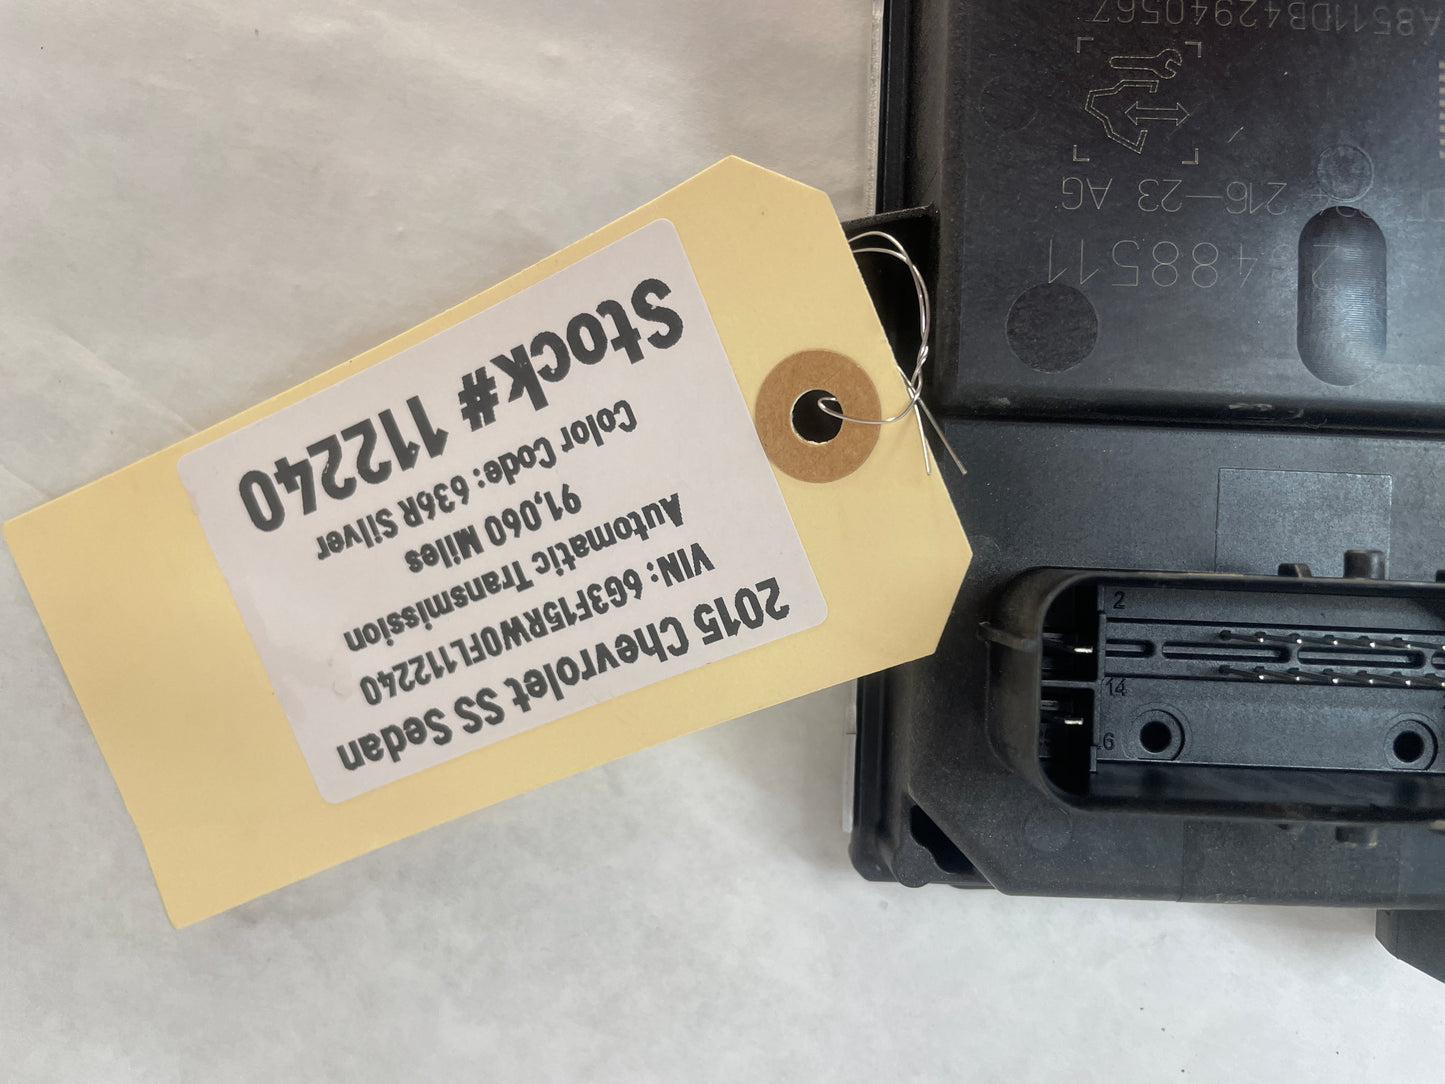 2015 Chevrolet SS Sedan
VIN: 6G3F15RW0FL112240
Automatic Transmission
91,060 Miles
Color Code: 636R Silver
Stock# 112240
216-23 AG
A8511DB42940567
2
14